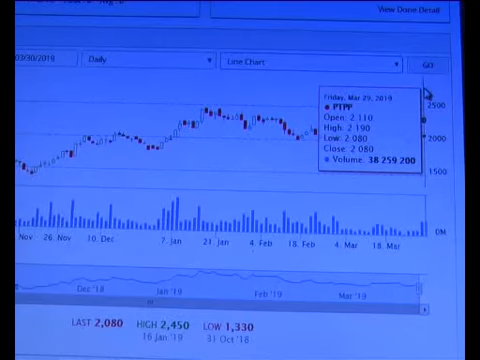 View Done Detail
03/30/2019 Daily Line Chart GO!
Friday, Mar 29, 2019
● PTPP
Open: 2 110
High: 2 190
Low: 2 080
Close: 2 080
● Volume: 38 259 200
2500
2000
1500
0M
Nov 26. Nov 10. Dec 7. Jan 21. Jan 4. Feb 18. Feb 4. Mar 18. Mar
Dec '18 Jan '19 Feb '19 Mar '19
LAST 2,080 HIGH 2,450 LOW 1,330
16 Jan '19 31 Oct '18